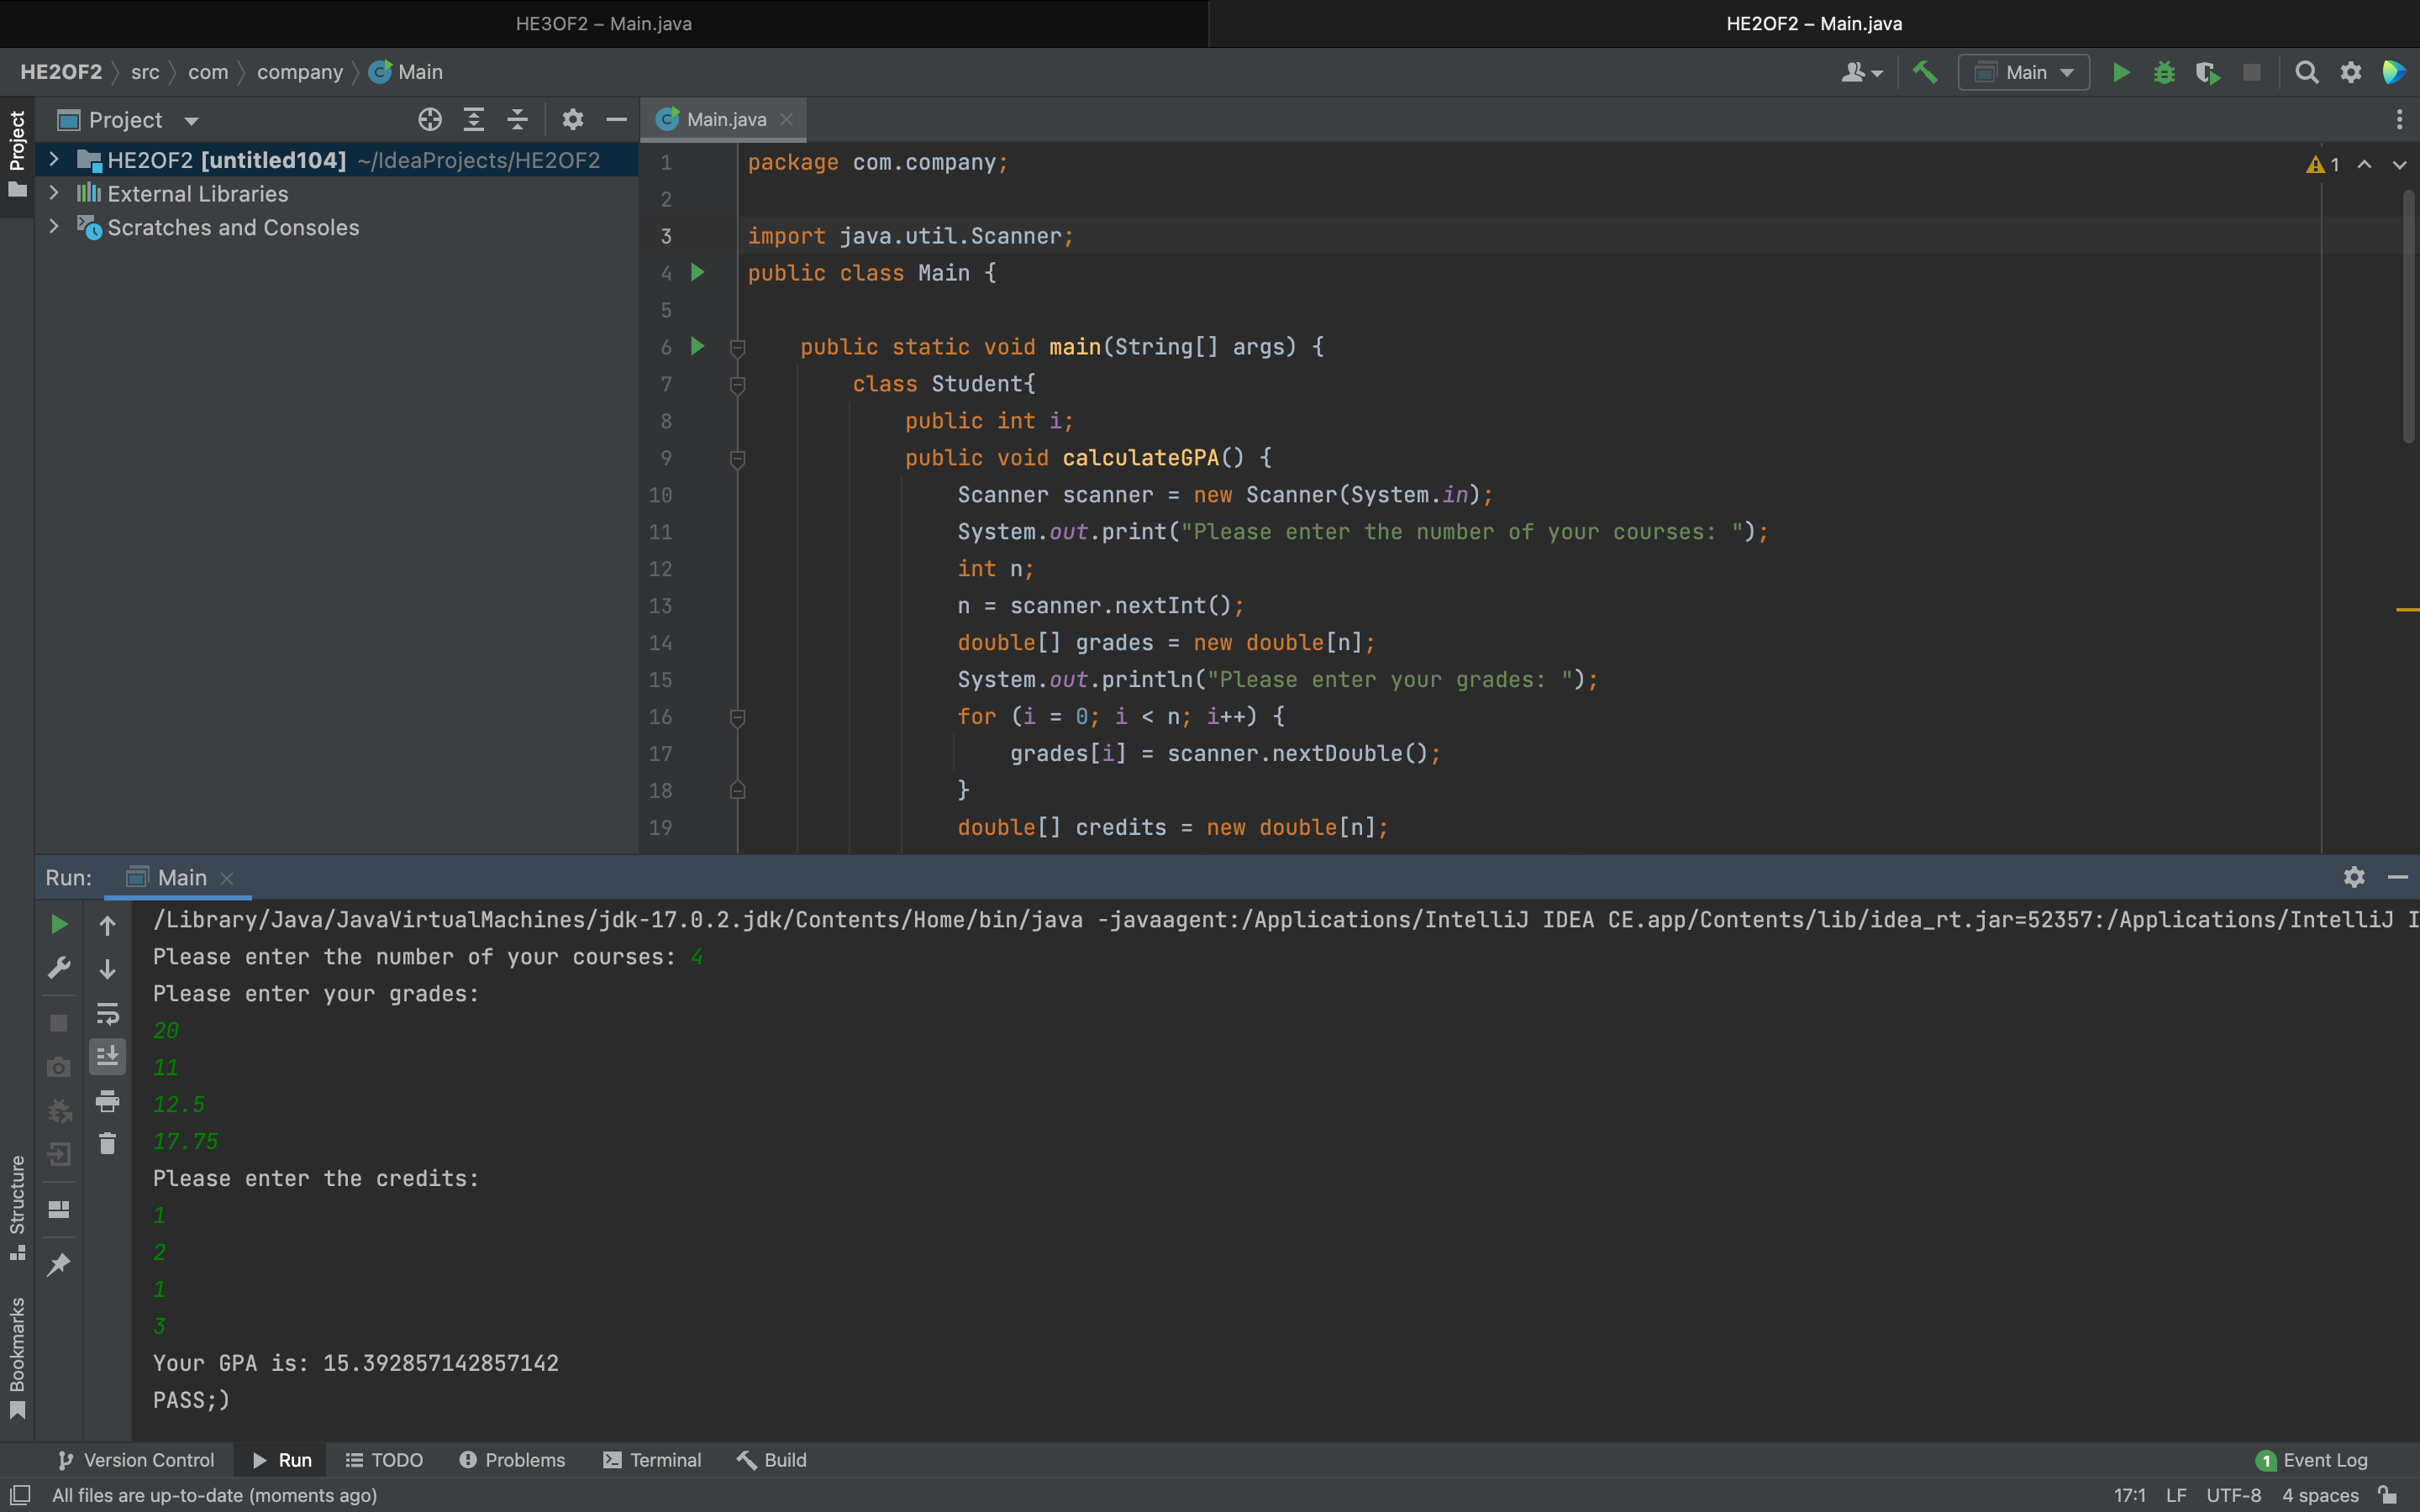 HE3OF2 – Main.java
HE2OF2 – Main.java
HE2OF2 src com company Main
Main
Project
Project
Main.java
HE2OF2 [untitled104] ~/IdeaProjects/HE2OF2
External Libraries
Scratches and Consoles
1
1 package com.company;
2
3 import java.util.Scanner;
4 public class Main {
5
6 public static void main(String[] args) {
7 class Student{
8 public int i;
9 public void calculateGPA() {
10 Scanner scanner = new Scanner(System.in);
11 System.out.print("Please enter the number of your courses: ");
12 int n;
13 n = scanner.nextInt();
14 double[] grades = new double[n];
15 System.out.println("Please enter your grades: ");
16 for (i = 0; i < n; i++) {
17 grades[i] = scanner.nextDouble();
18 }
19 double[] credits = new double[n];
Run: Main
/Library/Java/JavaVirtualMachines/jdk-17.0.2.jdk/Contents/Home/bin/java -javaagent:/Applications/IntelliJ IDEA CE.app/Contents/lib/idea_rt.jar=52357:/Applications/IntelliJ I
Please enter the number of your courses: 4
Please enter your grades:
20
11
12.5
17.75
Please enter the credits:
1
2
1
3
Your GPA is: 15.392857142857142
PASS;)
Structure
Bookmarks
Version Control Run TODO Problems Terminal Build
1 Event Log
All files are up-to-date (moments ago)
17:1 LF UTF-8 4 spaces